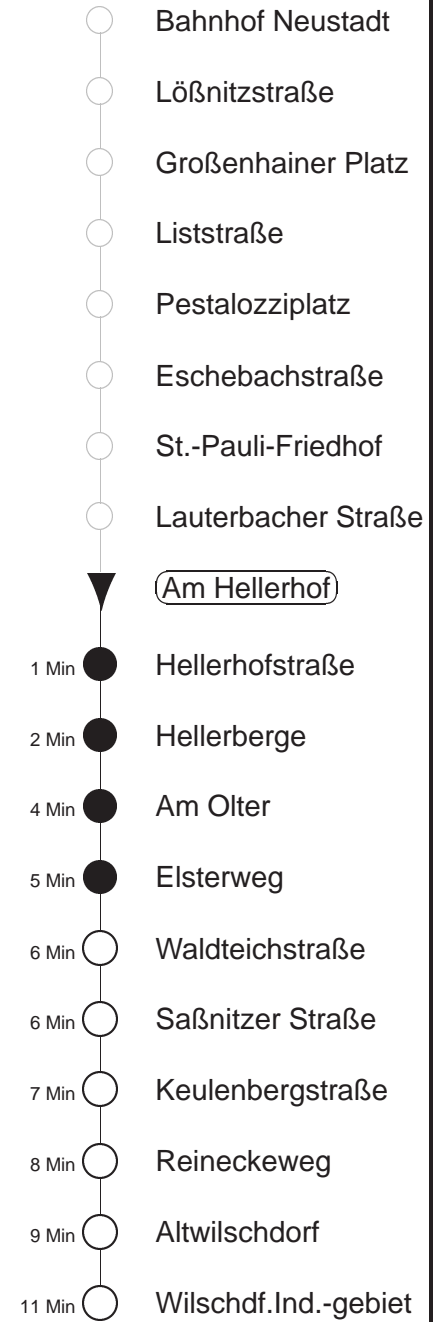 Bahnhof Neustadt
Lößnitzstraße
Großenhainer Platz
Liststraße
Pestalozziplatz
Eschebachstraße
St.-Pauli-Friedhof
Lauterbacher Straße
Am Hellerhof
1 Min Hellerhofstraße
2 Min Hellerberge
4 Min Am Olter
5 Min Elsterweg
6 Min Waldteichstraße
6 Min Saßnitzer Straße
7 Min Keulenbergstraße
8 Min Reineckeweg
9 Min Altwilschdorf
11 Min Wilschdf.Ind.-gebiet